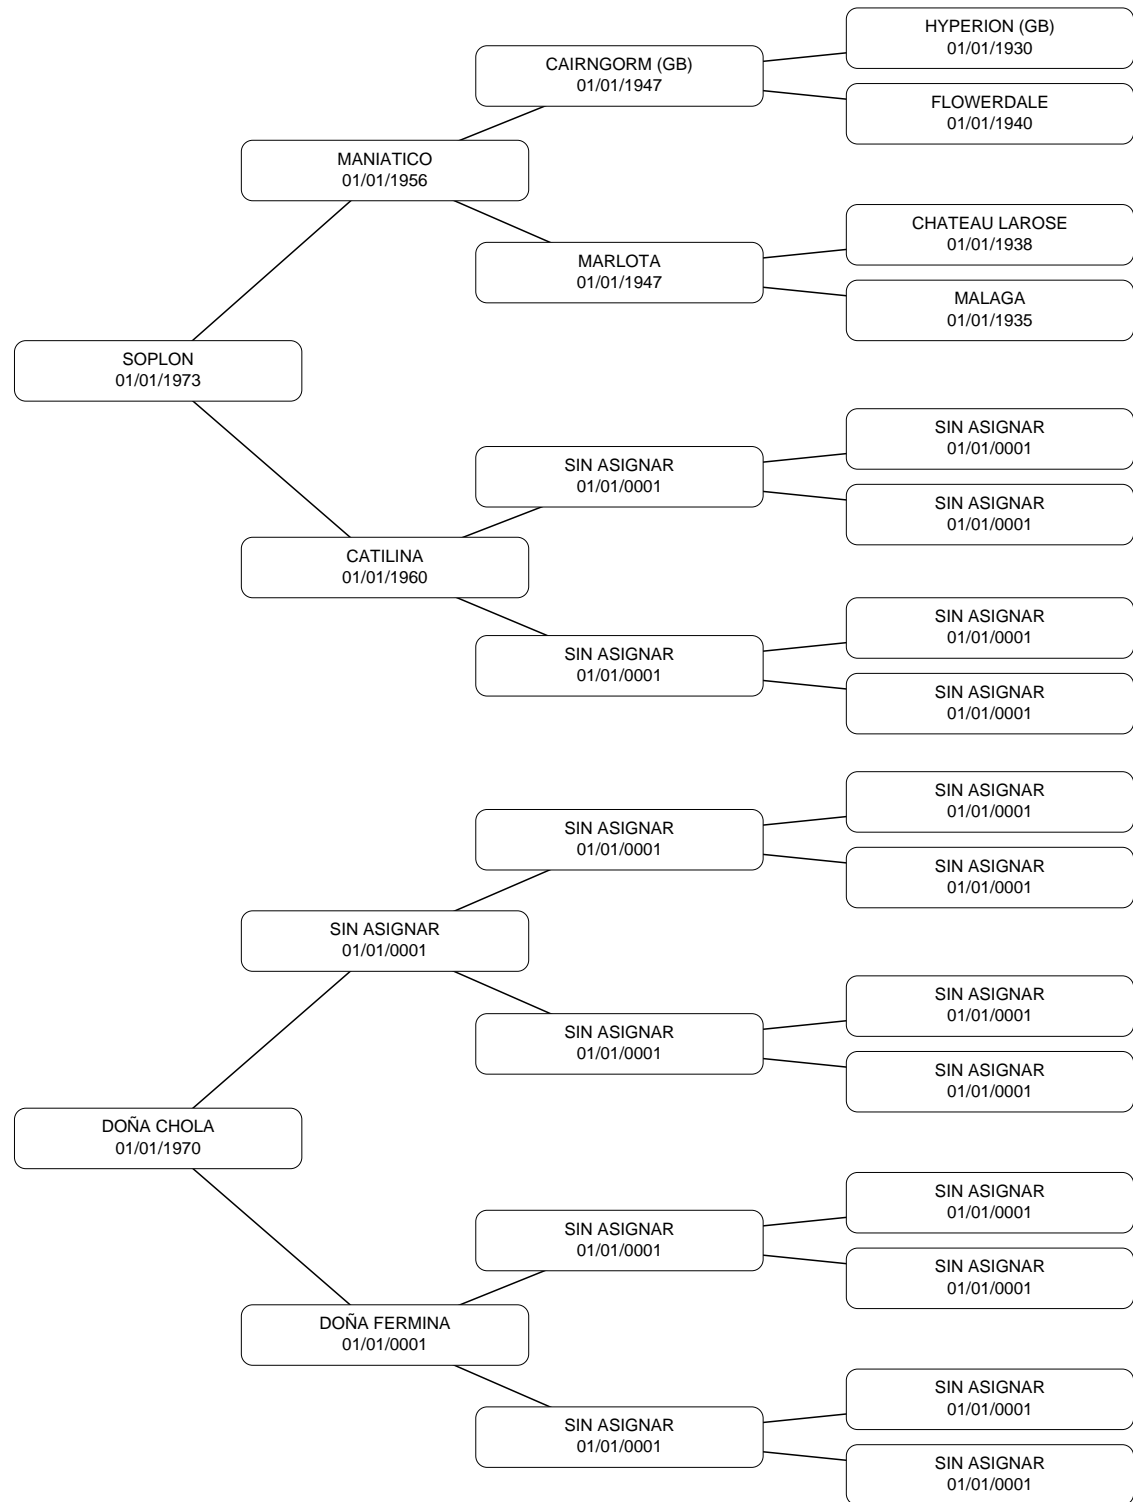 HYPERION (GB)
01/01/1930
CAIRNGORM (GB)
01/01/1947
FLOWERDALE
01/01/1940
MANIATICO
01/01/1956
CHATEAU LAROSE
01/01/1938
MARLOTA
01/01/1947
MALAGA
01/01/1935
SOPLON
01/01/1973
SIN ASIGNAR
01/01/0001
SIN ASIGNAR
01/01/0001
SIN ASIGNAR
01/01/0001
CATILINA
01/01/1960
SIN ASIGNAR
01/01/0001
SIN ASIGNAR
01/01/0001
SIN ASIGNAR
01/01/0001
SIN ASIGNAR
01/01/0001
SIN ASIGNAR
01/01/0001
SIN ASIGNAR
01/01/0001
SIN ASIGNAR
01/01/0001
SIN ASIGNAR
01/01/0001
SIN ASIGNAR
01/01/0001
SIN ASIGNAR
01/01/0001
DOÑA CHOLA
01/01/1970
SIN ASIGNAR
01/01/0001
SIN ASIGNAR
01/01/0001
SIN ASIGNAR
01/01/0001
DOÑA FERMINA
01/01/0001
SIN ASIGNAR
01/01/0001
SIN ASIGNAR
01/01/0001
SIN ASIGNAR
01/01/0001